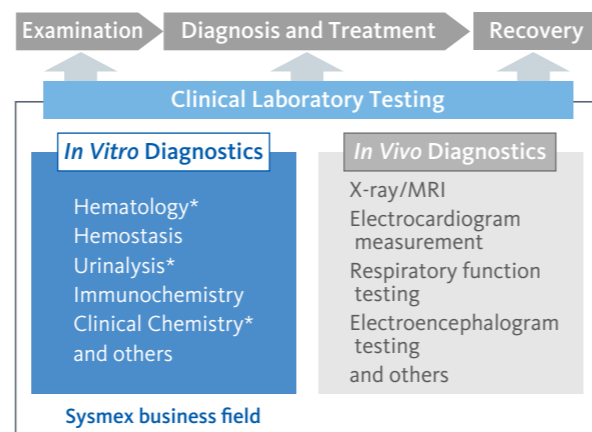 Examination
Diagnosis and Treatment
Recovery
Clinical Laboratory Testing
In Vitro Diagnostics
Hematology*
Hemostasis
Urinalysis*
Immunochemistry
Clinical Chemistry*
and others
Sysmex business field
In Vivo Diagnostics
X-ray/MRI
Electrocardiogram
measurement
Respiratory function
testing
Electroencephalogram
testing
and others